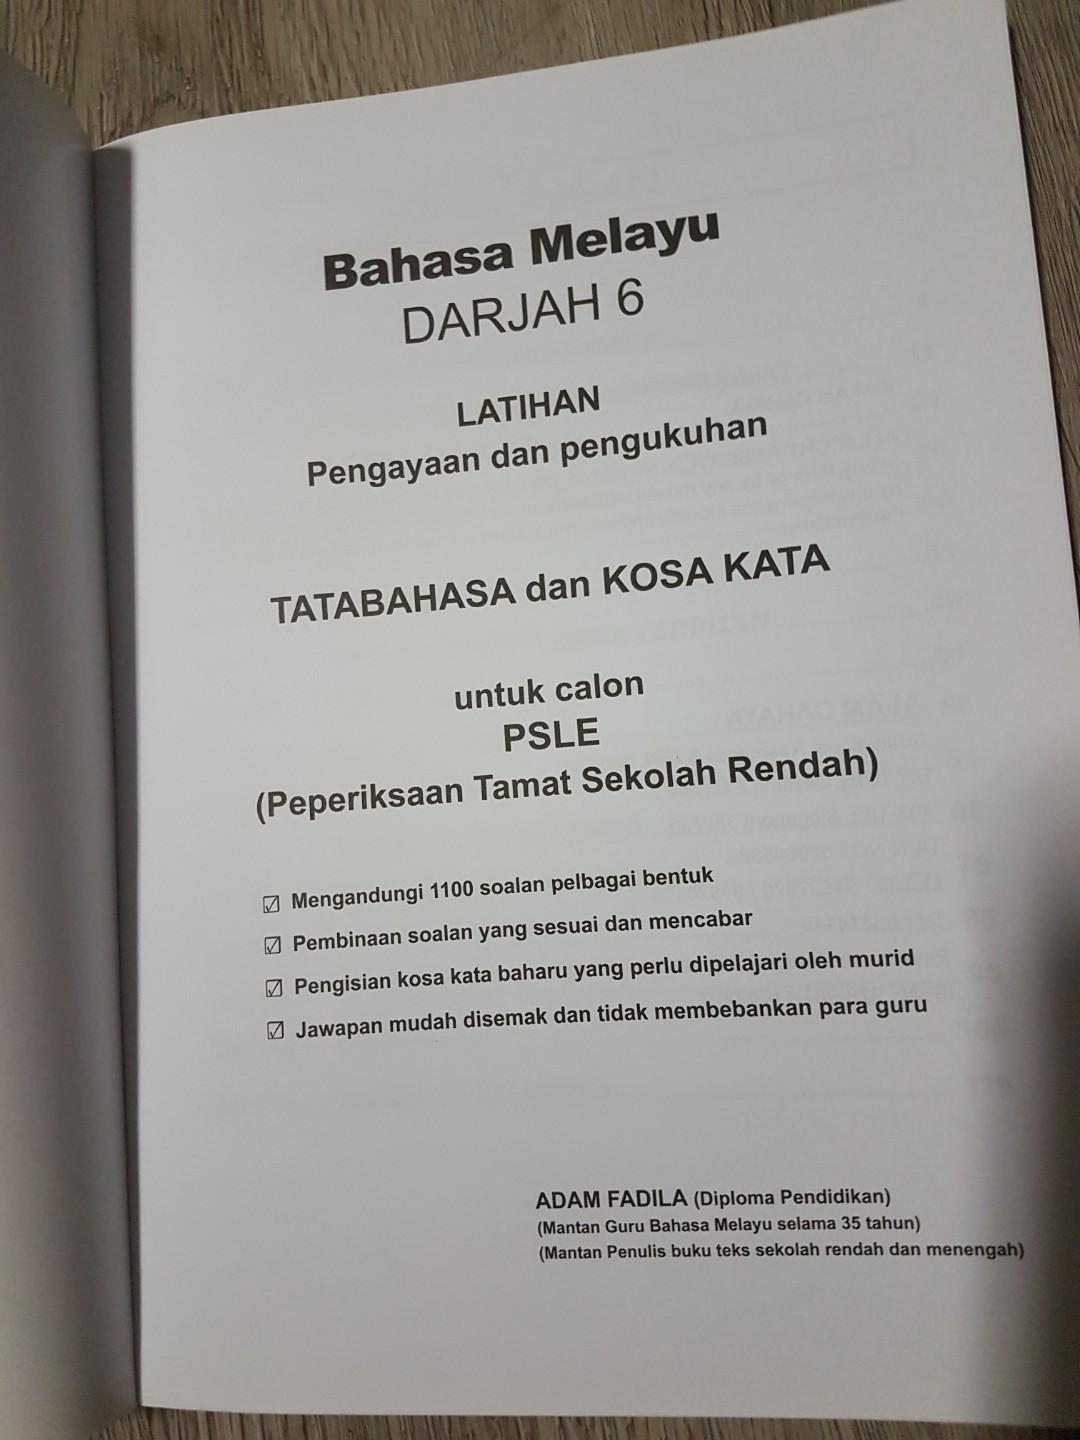 Bahasa Melayu
DARJAH 6
LATIHAN
Pengayaan dan pengukuhan
TATABAHASA dan KOSA KATA
untuk calon
PSLE
(Peperiksaan Tamat Sekolah Rendah)
☑ Mengandungi 1100 soalan pelbagai bentuk
☑ Pembinaan soalan yang sesuai dan mencabar
☑ Pengisian kosa kata baharu yang perlu dipelajari oleh murid
☑ Jawapan mudah disemak dan tidak membebankan para guru
ADAM FADILA (Diploma Pendidikan)
(Mantan Guru Bahasa Melayu selama 35 tahun)
(Mantan Penulis buku teks sekolah rendah dan menengah)